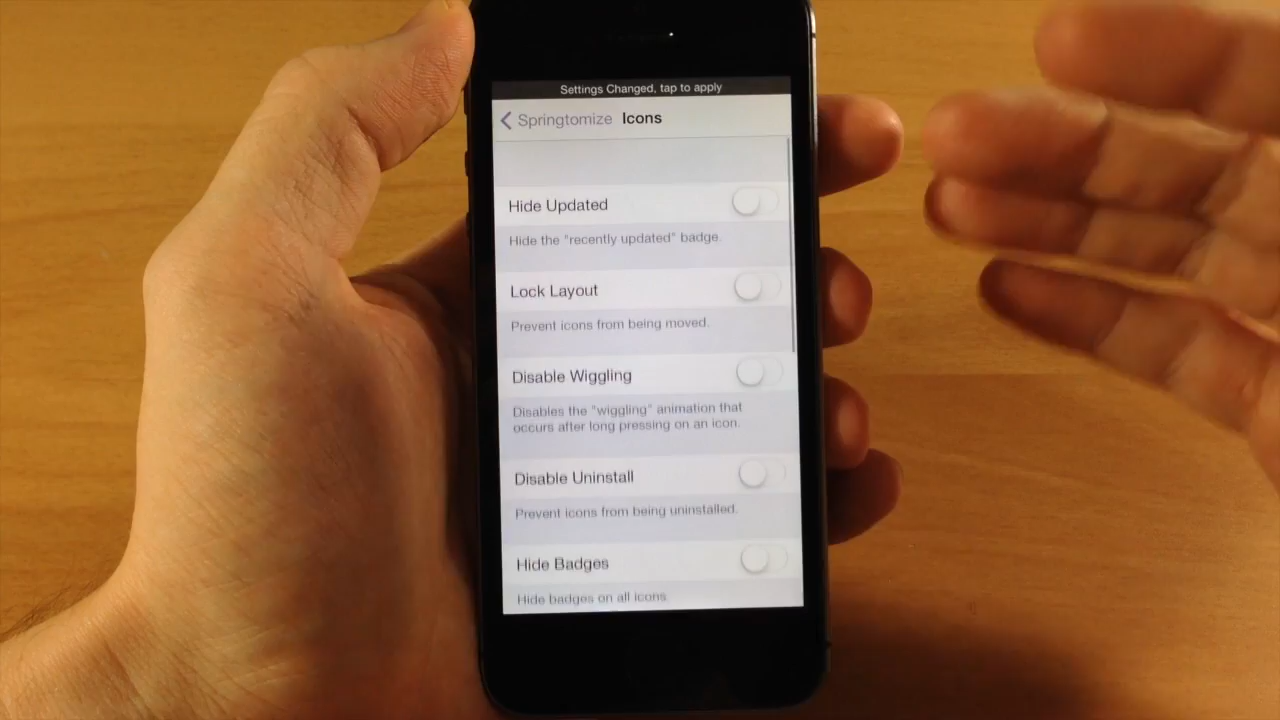 Settings Changed, tap to apply
Springtomize Icons
Hide Updated
Hide the "recently updated" badge.
Lock Layout
Prevent icons from being moved.
Disable Wiggling
Disables the "wiggling" animation that
occurs after long pressing on an icon.
Disable Uninstall
Prevent icons from being uninstalled.
Hide Badges
Hide badges on all icons.